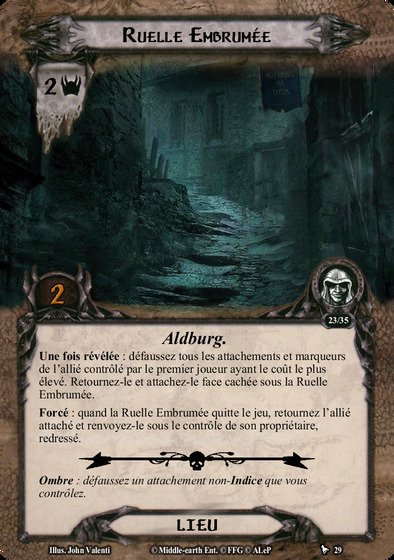 RUELLE EMBRUMÉE
2
2
23/35
Aldburg.
Une fois révélée : défaussez tous les attachements et marqueurs
de l'allié contrôlé par le premier joueur ayant le coût le plus
élevé. Retournez-le et attachez-le face cachée sous la Ruelle
Embrumée.
Forcé : quand la Ruelle Embrumée quitte le jeu, retournez l'allié
attaché et renvoyez-le sous le contrôle de son propriétaire,
redressé.
Ombre : défaussez un attachement non-Indice que vous
contrôlez.
LIEU
Illus. John Valenti
©Middle-earth Ent. ©FFG ©ALeP
29